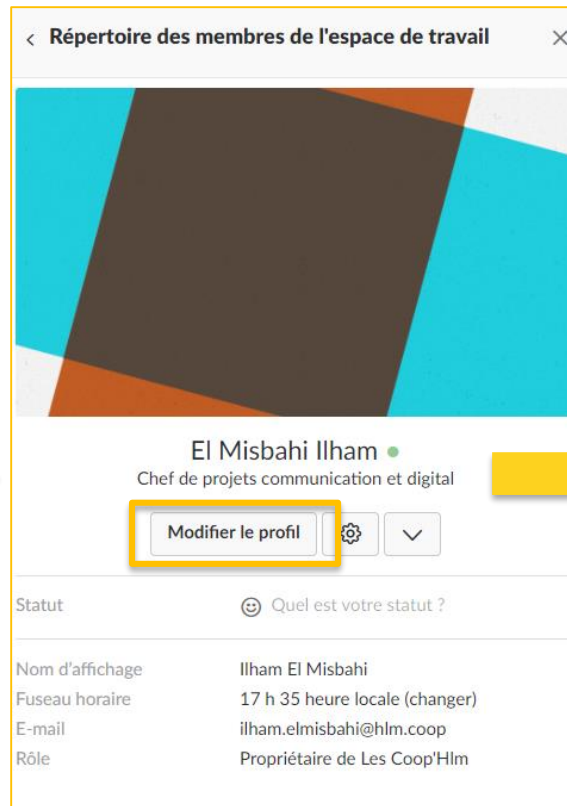 Répertoire des membres de l'espace de travail
El Misbahi Ilham
Chef de projets communication et digital
Modifier le profil
Statut Quel est votre statut ?
Nom d'affichage Ilham El Misbahi
Fuseau horaire 17 h 35 heure locale (changer)
E-mail ilham.elmisbahi@hlm.coop
Rôle Propriétaire de Les Coop'Hlm